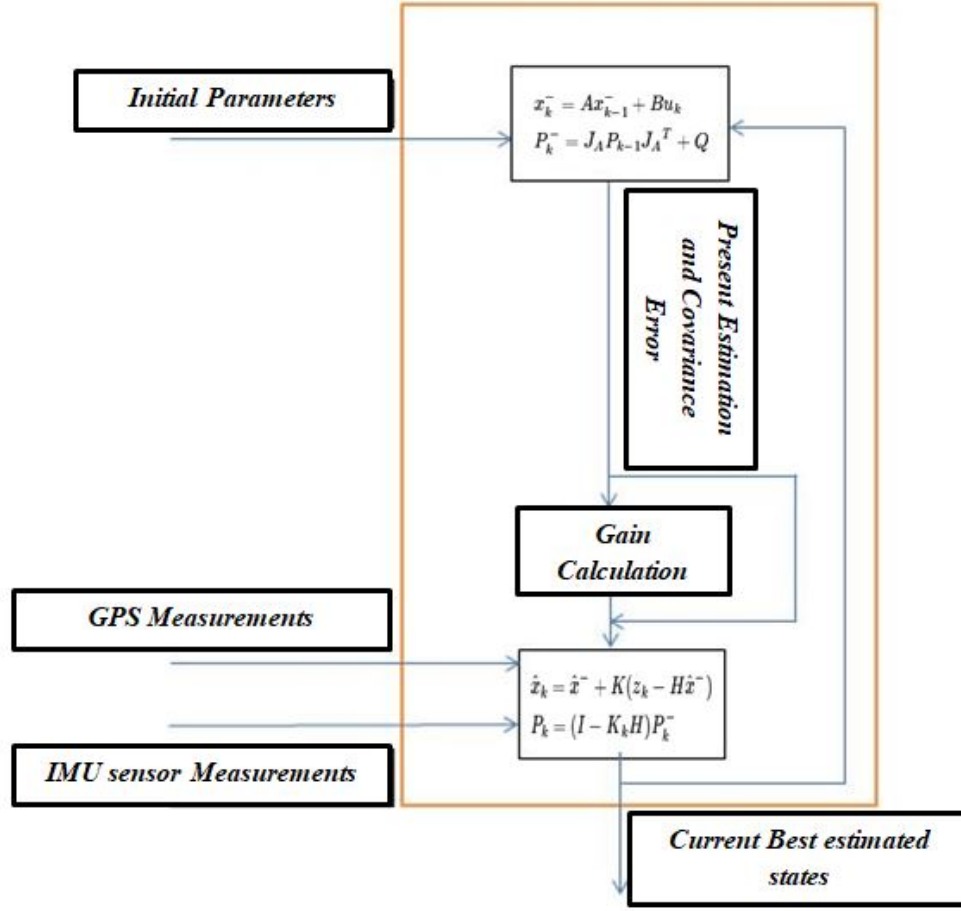 Initial Parameters
x_k^- = Ax_{k-1}^- + Bu_k
P_k^- = J_A P_{k-1} J_A^T + Q
Present Estimation
and Covariance
Error
Gain
Calculation
GPS Measurements
x̂_k = x̂^- + K(z_k − Hx̂^-)
P_k = (I − K_k H)P_k^-
IMU sensor Measurements
Current Best estimated
states